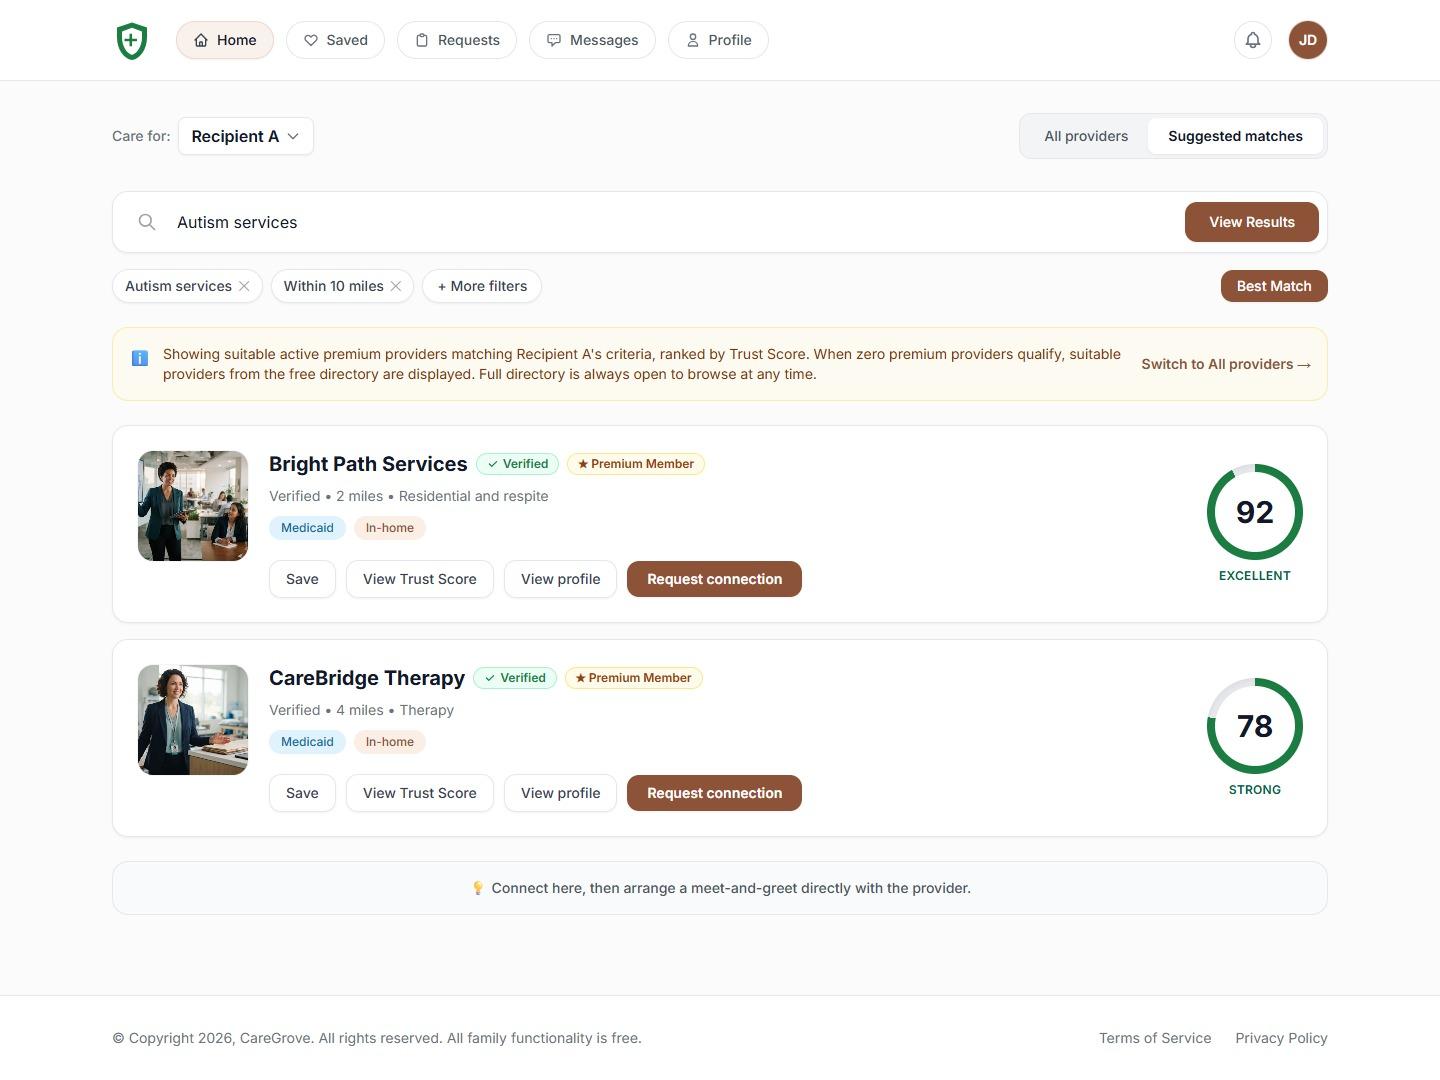 Home
Saved
Requests
Messages
Profile
JD
Care for:
Recipient A
All providers
Suggested matches
Autism services
View Results
Autism services
Within 10 miles
+ More filters
Best Match
Showing suitable active premium providers matching Recipient A's criteria, ranked by Trust Score. When zero premium providers qualify, suitable
providers from the free directory are displayed. Full directory is always open to browse at any time.
Switch to All providers →
Bright Path Services
✓ Verified
★ Premium Member
Verified • 2 miles • Residential and respite
Medicaid
In-home
Save
View Trust Score
View profile
Request connection
92
EXCELLENT
CareBridge Therapy
✓ Verified
★ Premium Member
Verified • 4 miles • Therapy
Medicaid
In-home
Save
View Trust Score
View profile
Request connection
78
STRONG
💡 Connect here, then arrange a meet-and-greet directly with the provider.
© Copyright 2026, CareGrove. All rights reserved. All family functionality is free.
Terms of Service
Privacy Policy